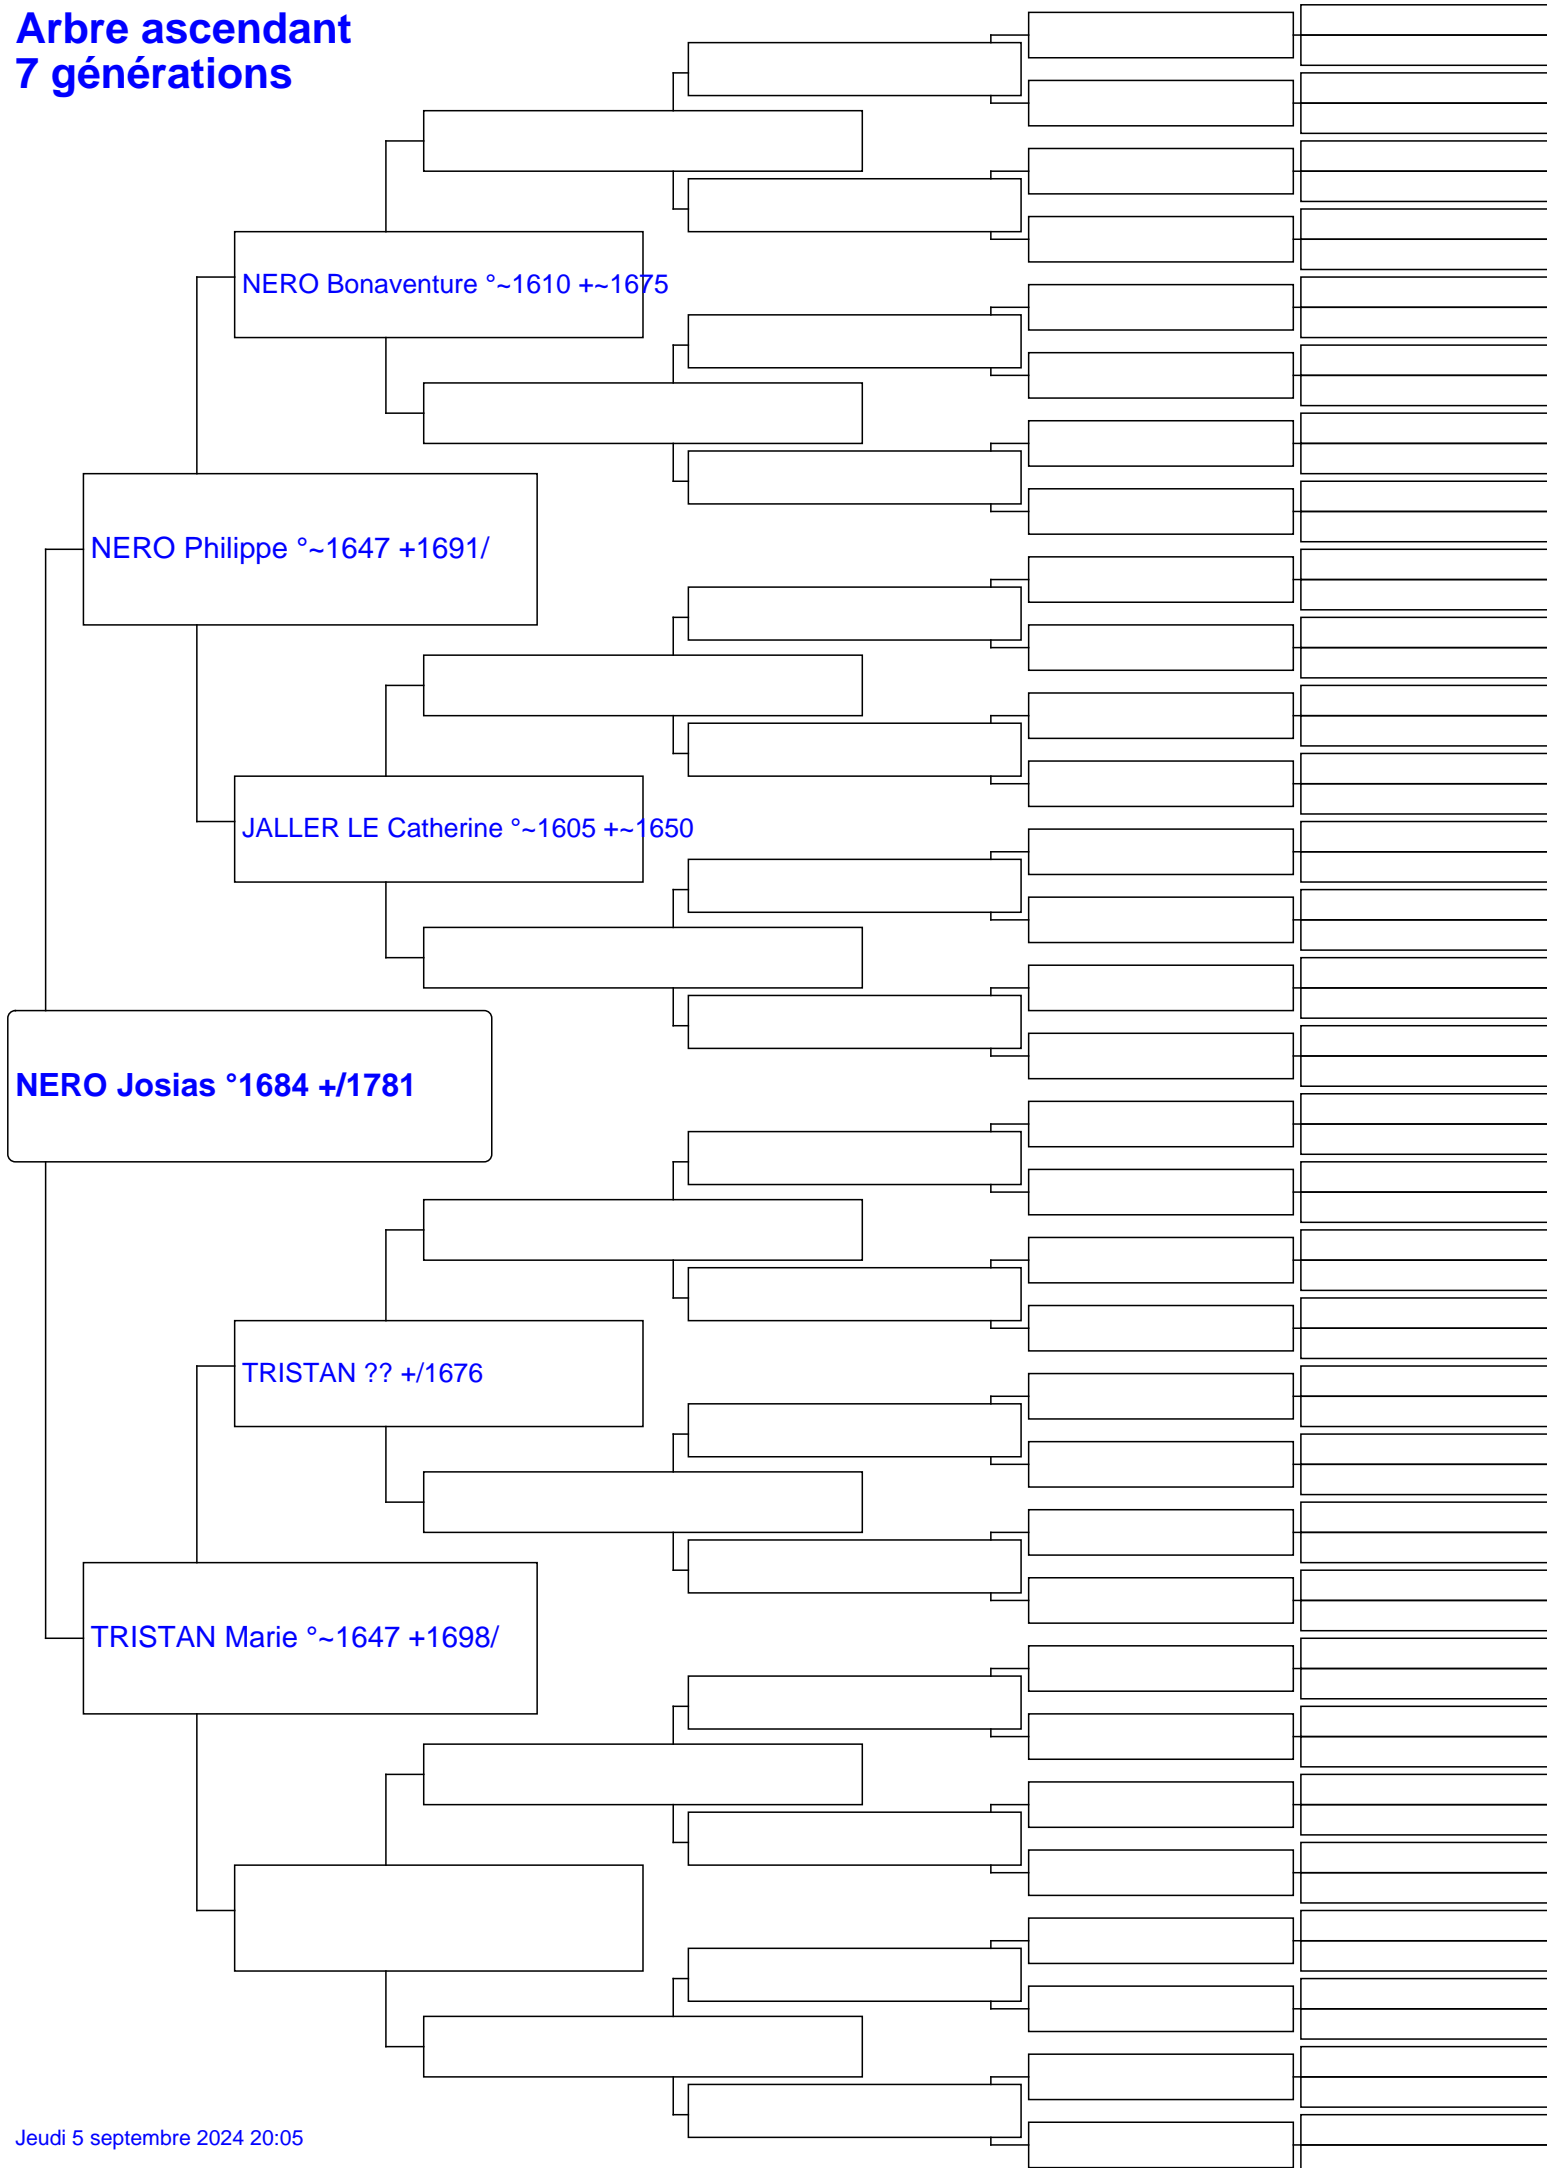 Arbre ascendant
7 générations
NERO Bonaventure °~1610 +~1675
NERO Philippe °~1647 +1691/
JALLER LE Catherine °~1605 +~1650
NERO Josias °1684 +/1781
TRISTAN ?? +/1676
TRISTAN Marie °~1647 +1698/
Jeudi 5 septembre 2024 20:05